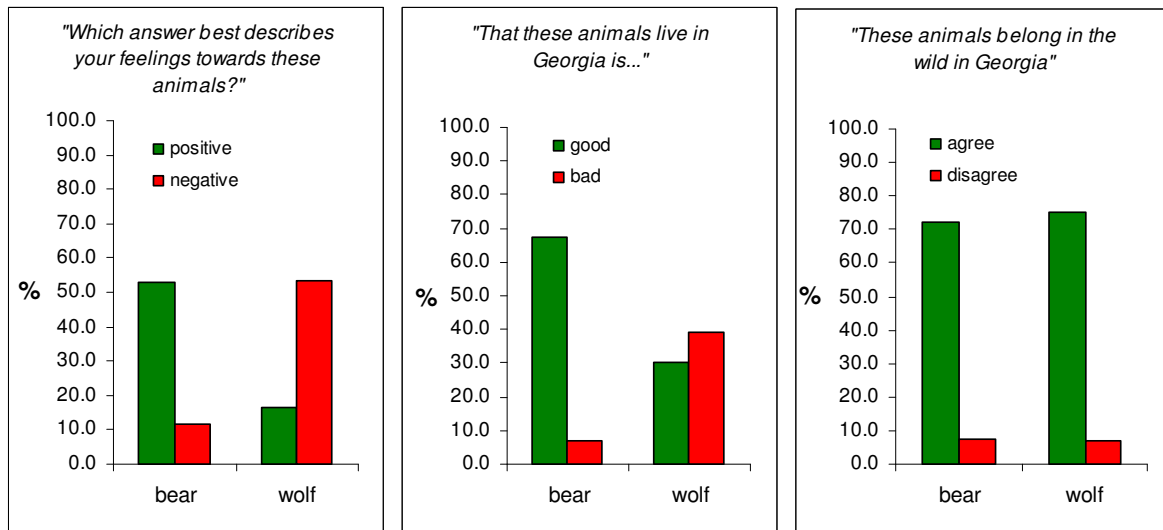 "Which answer best describes
your feelings towards these
animals?"
100.0
90.0
80.0
70.0
60.0
50.0
40.0
30.0
20.0
10.0
0.0
%
positive
negative
bear wolf
"That these animals live in
Georgia is..."
100.0
90.0
80.0
70.0
60.0
50.0
40.0
30.0
20.0
10.0
0.0
%
good
bad
bear wolf
"These animals belong in the
wild in Georgia"
100.0
90.0
80.0
70.0
60.0
50.0
40.0
30.0
20.0
10.0
0.0
%
agree
disagree
bear wolf